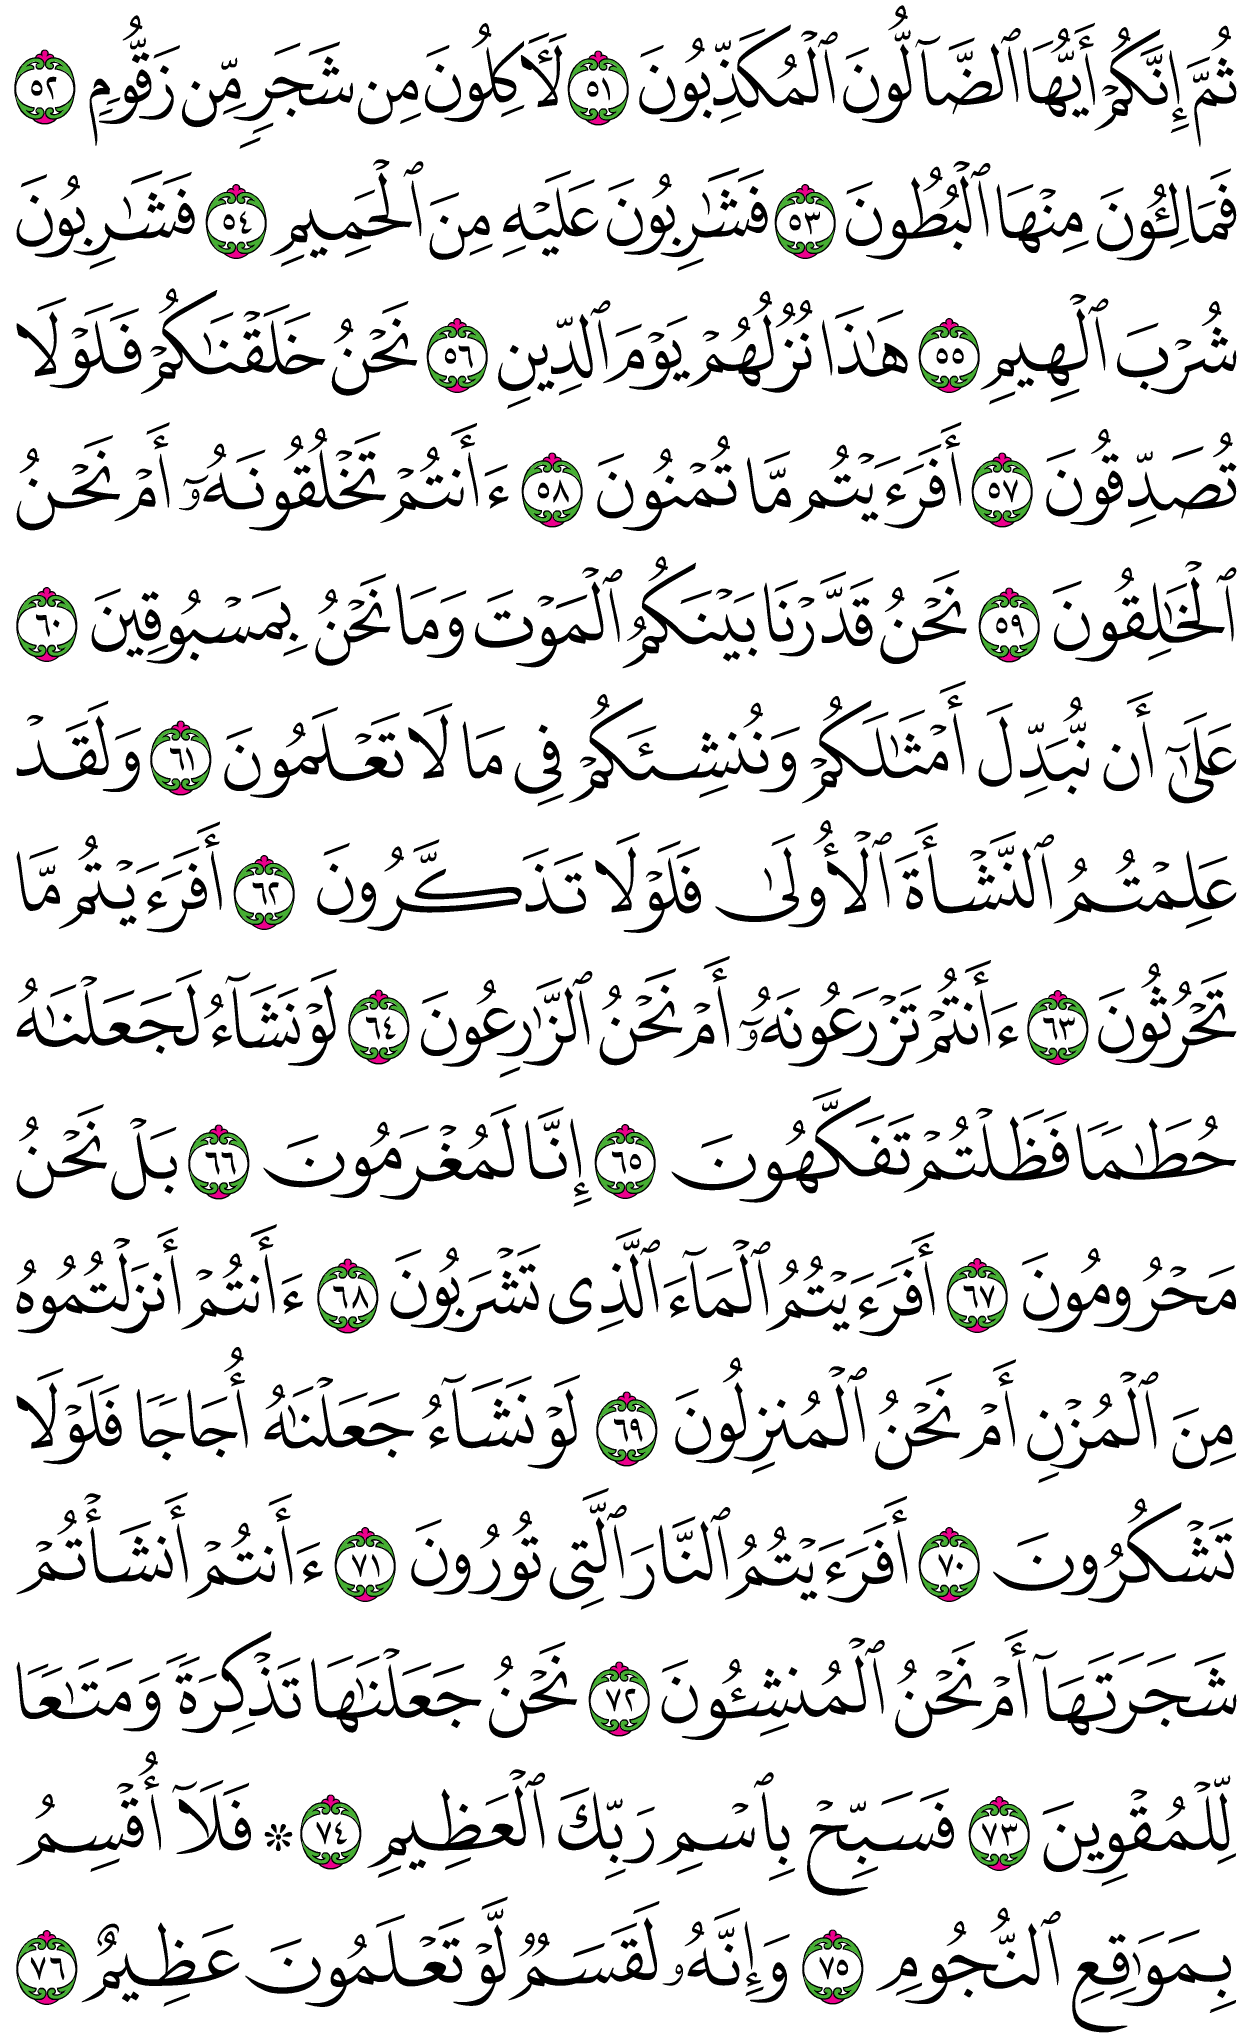 ثُمَّ إِنَّكُمۡ أَيُّهَا ٱلضَّآلُّونَ ٱلۡمُكَذِّبُونَ ٥١ لَأٓكِلُونَ مِن شَجَرٖ مِّن زَقُّومٖ ٥٢
فَمَالِـُٔونَ مِنۡهَا ٱلۡبُطُونَ ٥٣ فَشَٰرِبُونَ عَلَيۡهِ مِنَ ٱلۡحَمِيمِ ٥٤ فَشَٰرِبُونَ
شُرۡبَ ٱلۡهِيمِ ٥٥ هَٰذَا نُزُلُهُمۡ يَوۡمَ ٱلدِّينِ ٥٦ نَحۡنُ خَلَقۡنَٰكُمۡ فَلَوۡلَا
تُصَدِّقُونَ ٥٧ أَفَرَءَيۡتُم مَّا تُمۡنُونَ ٥٨ ءَأَنتُمۡ تَخۡلُقُونَهُۥٓ أَمۡ نَحۡنُ
ٱلۡخَٰلِقُونَ ٥٩ نَحۡنُ قَدَّرۡنَا بَيۡنَكُمُ ٱلۡمَوۡتَ وَمَا نَحۡنُ بِمَسۡبُوقِينَ ٦٠
عَلَىٰٓ أَن نُّبَدِّلَ أَمۡثَٰلَكُمۡ وَنُنشِئَكُمۡ فِي مَا لَا تَعۡلَمُونَ ٦١ وَلَقَدۡ
عَلِمۡتُمُ ٱلنَّشۡأَةَ ٱلۡأُولَىٰ فَلَوۡلَا تَذَكَّرُونَ ٦٢ أَفَرَءَيۡتُم مَّا
تَحۡرُثُونَ ٦٣ ءَأَنتُمۡ تَزۡرَعُونَهُۥٓ أَمۡ نَحۡنُ ٱلزَّٰرِعُونَ ٦٤ لَوۡ نَشَآءُ لَجَعَلۡنَٰهُ
حُطَٰمٗا فَظَلۡتُمۡ تَفَكَّهُونَ ٦٥ إِنَّا لَمُغۡرَمُونَ ٦٦ بَلۡ نَحۡنُ
مَحۡرُومُونَ ٦٧ أَفَرَءَيۡتُمُ ٱلۡمَآءَ ٱلَّذِي تَشۡرَبُونَ ٦٨ ءَأَنتُمۡ أَنزَلۡتُمُوهُ
مِنَ ٱلۡمُزۡنِ أَمۡ نَحۡنُ ٱلۡمُنزِلُونَ ٦٩ لَوۡ نَشَآءُ جَعَلۡنَٰهُ أُجَاجٗا فَلَوۡلَا
تَشۡكُرُونَ ٧٠ أَفَرَءَيۡتُمُ ٱلنَّارَ ٱلَّتِي تُورُونَ ٧١ ءَأَنتُمۡ أَنشَأۡتُمۡ
شَجَرَتَهَآ أَمۡ نَحۡنُ ٱلۡمُنشِـُٔونَ ٧٢ نَحۡنُ جَعَلۡنَٰهَا تَذۡكِرَةٗ وَمَتَٰعٗا
لِّلۡمُقۡوِينَ ٧٣ فَسَبِّحۡ بِٱسۡمِ رَبِّكَ ٱلۡعَظِيمِ ٧٤ ۞ فَلَآ أُقۡسِمُ
بِمَوَٰقِعِ ٱلنُّجُومِ ٧٥ وَإِنَّهُۥ لَقَسَمٞ لَّوۡ تَعۡلَمُونَ عَظِيمٌ ٧٦